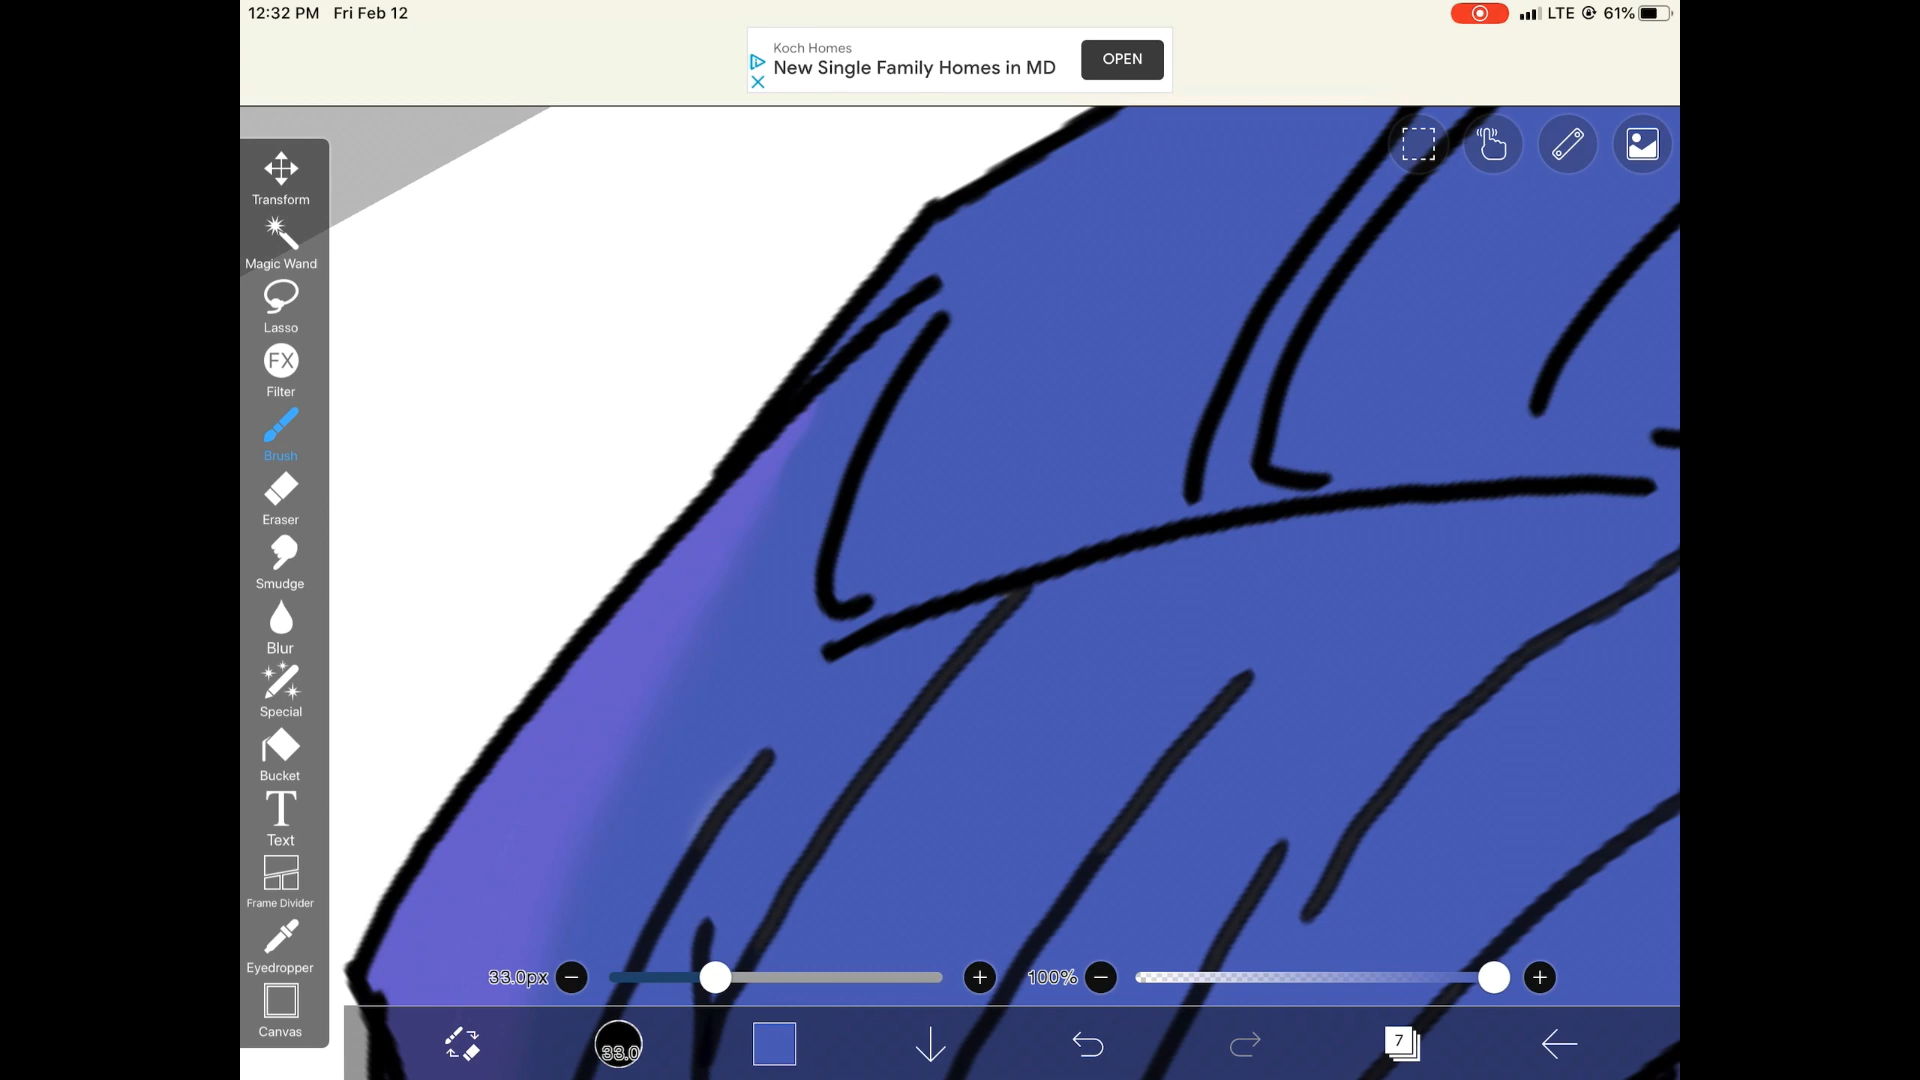 12:32 PM Fri Feb 12
LTE 61%
Koch Homes
New Single Family Homes in MD
OPEN
Transform
Magic Wand
Lasso
FX
Filter
Brush
Eraser
Smudge
Blur
Special
Bucket
T
Text
Frame Divider
Eyedropper
Canvas
33.0px
100%
33.0
7